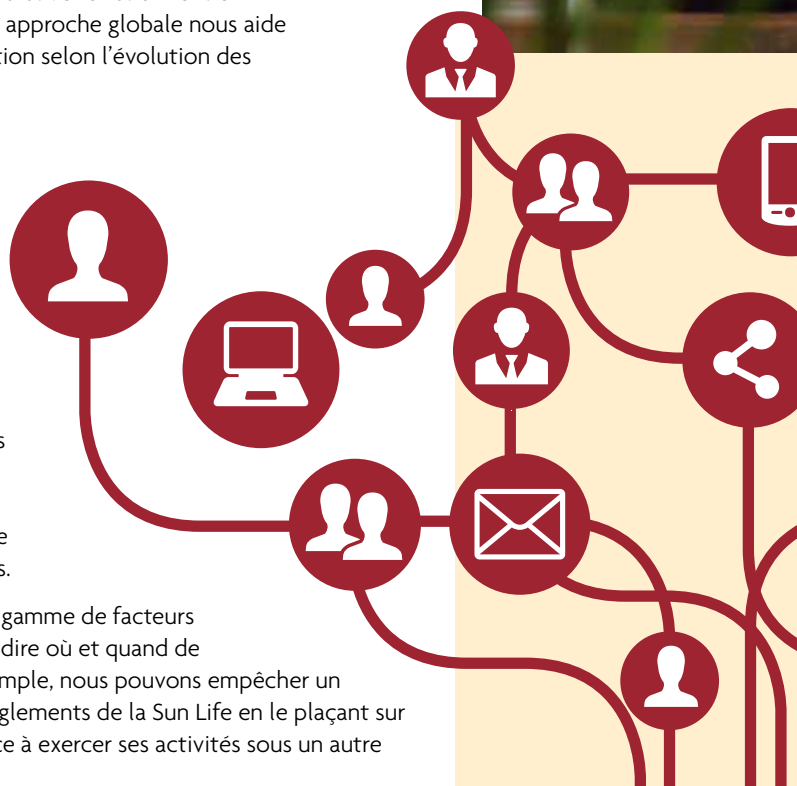 approche globale nous aide
tion selon l’évolution des
s
e
s.
gamme de facteurs
dire où et quand de
mple, nous pouvons empêcher un
glements de la Sun Life en le plaçant sur
ce à exercer ses activités sous un autre